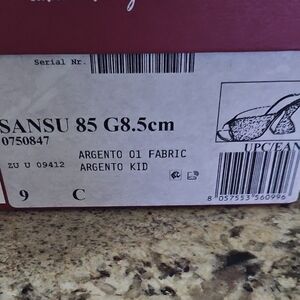 Serial Nr.
SANSU 85 G8.5cm
0750847
UPC/EAN
ARGENTO 01 FABRIC
ZU U 09412
ARGENTO KID
9 C
8 057553 560996